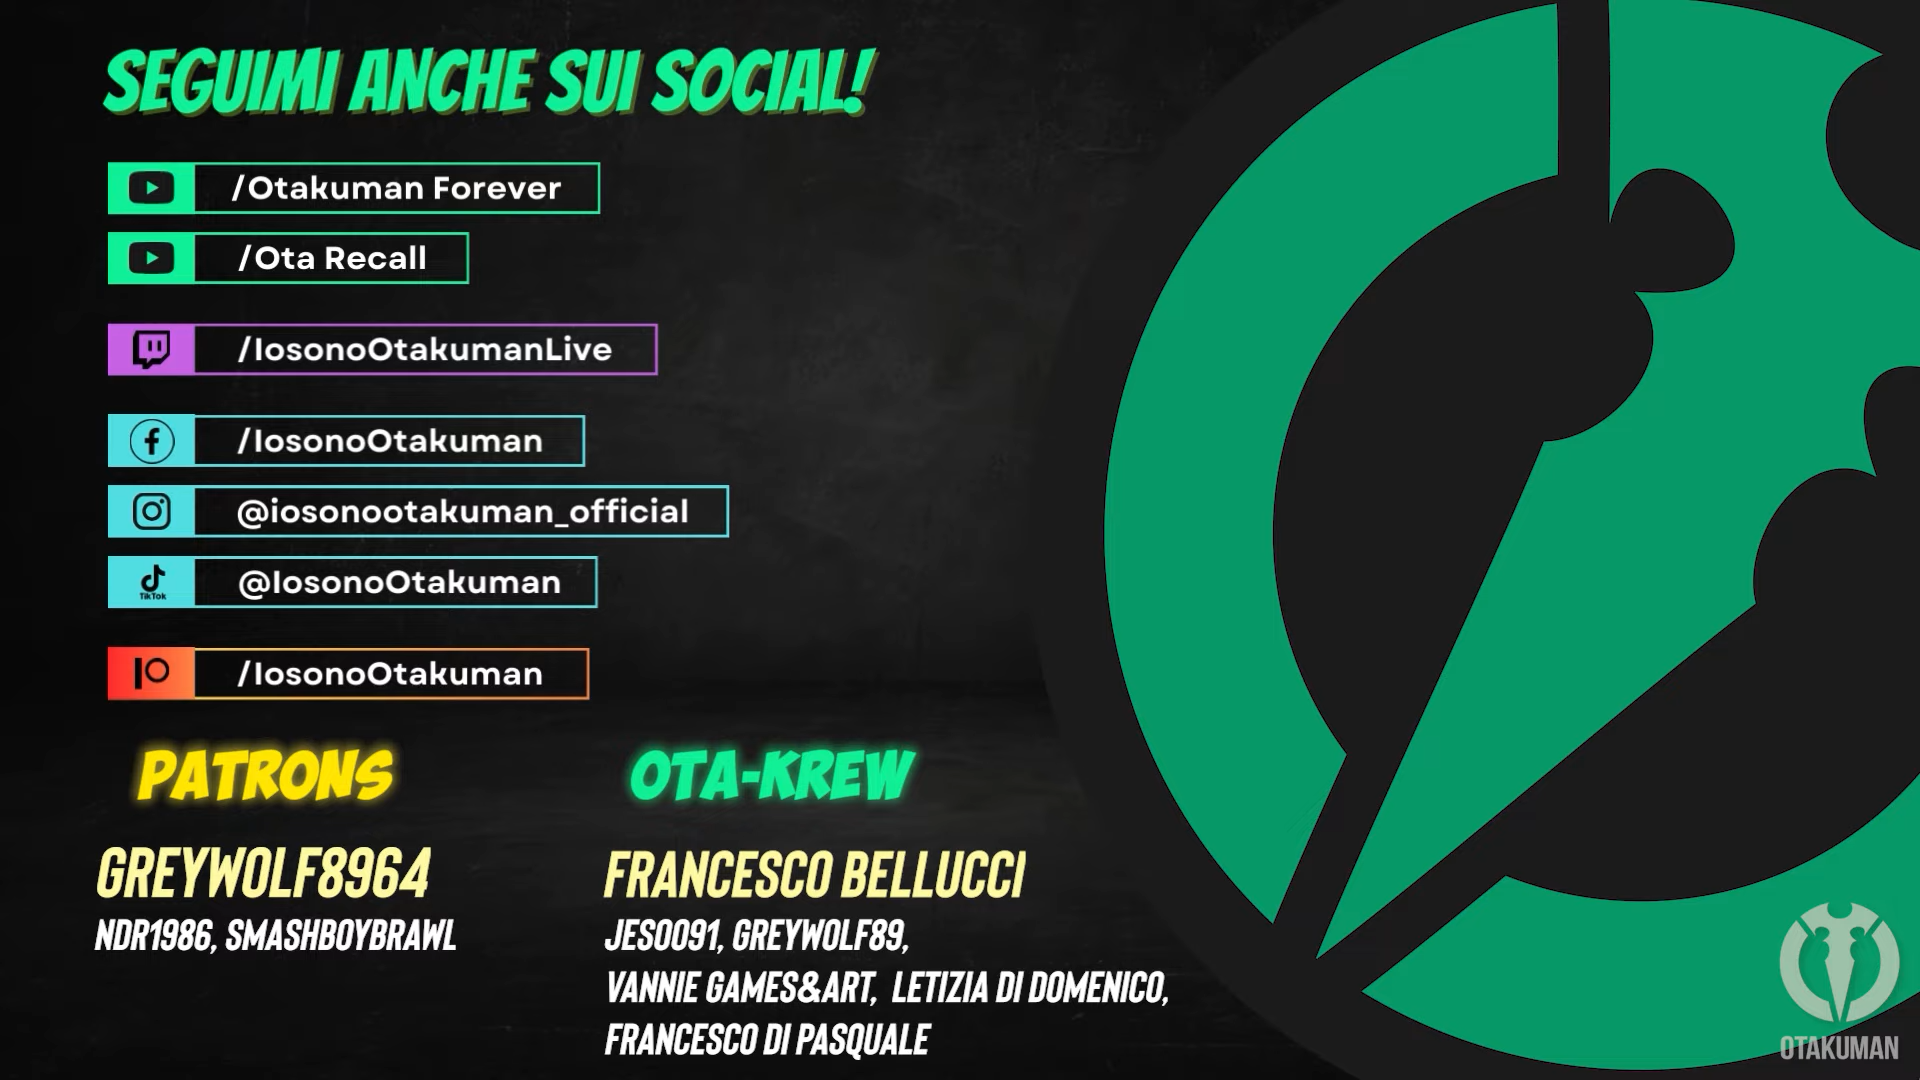 SEGUIMI ANCHE SUI SOCIAL!
/Otakuman Forever
/Ota Recall
/IosonoOtakumanLive
/IosonoOtakuman
@iosonootakuman_official
TikTok
@IosonoOtakuman
/IosonoOtakuman
PATRONS
GREYWOLF8964
NDR1986, SMASHBOYBRAWL
OTA-KREW
FRANCESCO BELLUCCI
JESO091, GREYWOLF89,
VANNIE GAMES&ART, LETIZIA DI DOMENICO,
FRANCESCO DI PASQUALE
OTAKUMAN